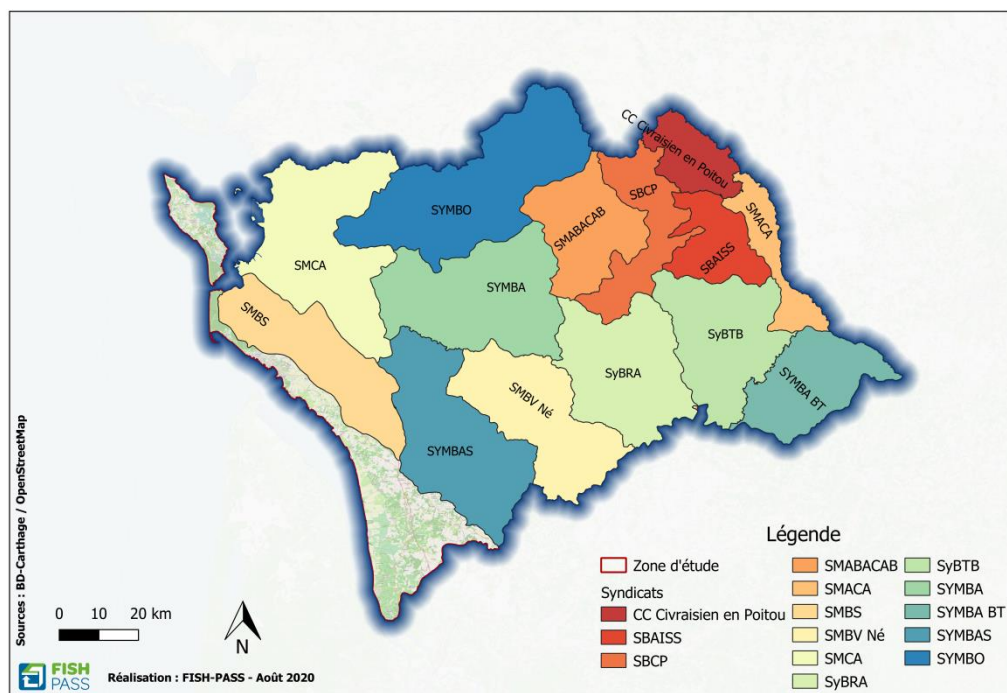 CC Civraisien en Poitou
SBCP
SMACA
SYMBO
SMABACAB
SBAISS
SMCA
SYMBA
SMBS
SyBTB
SyBRA
SYMBA BT
SMBV Né
SYMBAS
Sources : BD-Carthage / OpenStreetMap
0 10 20 km
N
FISH
PASS
Réalisation : FISH-PASS - Août 2020
Légende
Zone d'étude
Syndicats
CC Civraisien en Poitou
SBAISS
SBCP
SMABACAB
SMACA
SMBS
SMBV Né
SMCA
SyBRA
SyBTB
SYMBA
SYMBA BT
SYMBAS
SYMBO